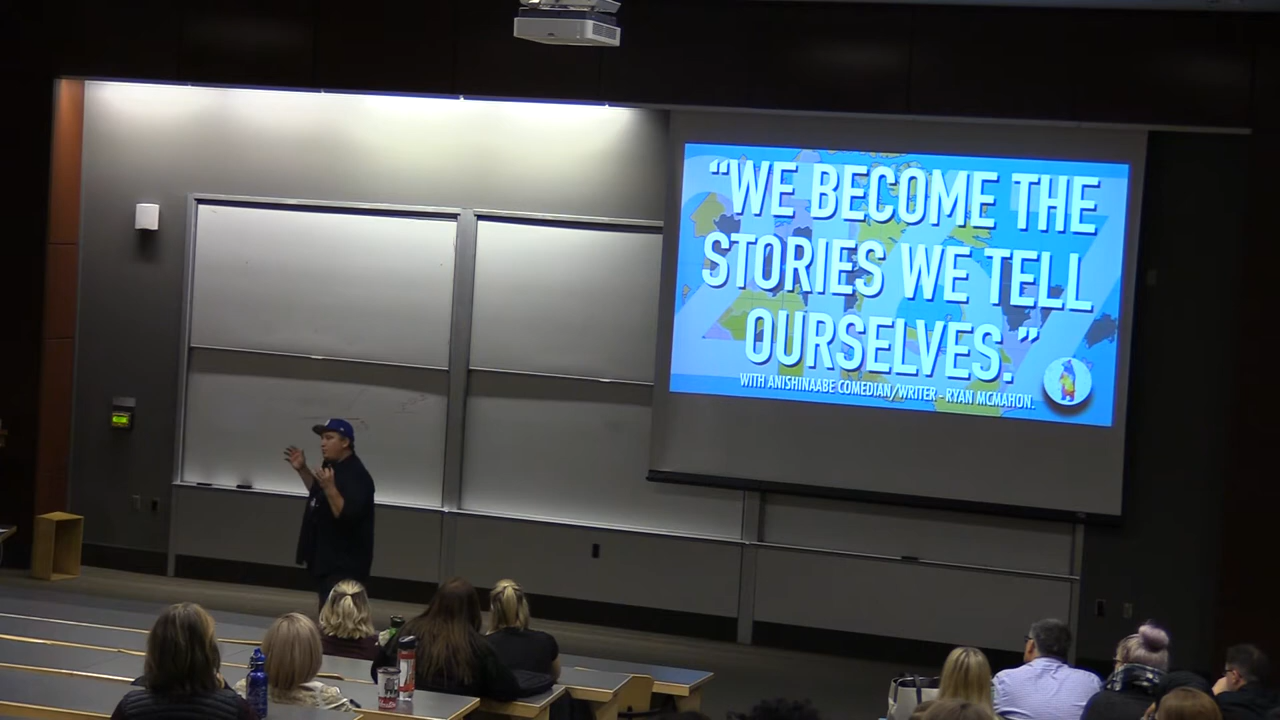 “WE BECOME THE
STORIES WE TELL
OURSELVES.”
WITH ANISHINAABE COMEDIAN/WRITER - RYAN MCMAHON.